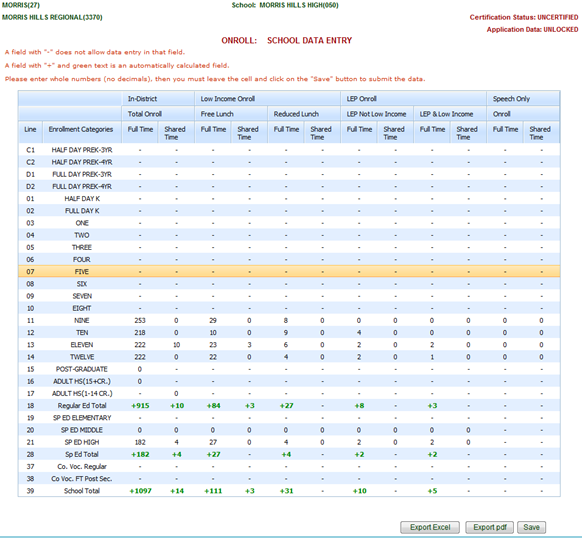 MORRIS(27) School: MORRIS HILLS HIGH(050)
MORRIS HILLS REGIONAL(3370) Certification Status: UNCERTIFIED
Application Data: UNLOCKED
ONROLL: SCHOOL DATA ENTRY
A field with "-" does not allow data entry in that field.
A field with "+" and green text is an automatically calculated field.
Please enter whole numbers (no decimals), then you must leave the cell and click on the "Save" button to submit the data.
In-District Low Income Onroll LEP Onroll Speech Only
Total Onroll Free Lunch Reduced Lunch LEP Not Low Income LEP & Low Income Onroll
Line Enrollment Categories Full Time Shared Time Full Time Shared Time Full Time Shared Time Full Time Shared Time Full Time Shared Time Full Time Shared Time
C1 HALF DAY PREK-3YR - - - - - - - - - - - -
C2 HALF DAY PREK-4YR - - - - - - - - - - - -
D1 FULL DAY PREK-3YR - - - - - - - - - - - -
D2 FULL DAY PREK-4YR - - - - - - - - - - - -
01 HALF DAY K - - - - - - - - - - - -
02 FULL DAY K - - - - - - - - - - - -
03 ONE - - - - - - - - - - - -
04 TWO - - - - - - - - - - - -
05 THREE - - - - - - - - - - - -
06 FOUR - - - - - - - - - - - -
07 FIVE - - - - - - - - - - - -
08 SIX - - - - - - - - - - - -
09 SEVEN - - - - - - - - - - - -
10 EIGHT - - - - - - - - - - - -
11 NINE 253 0 29 0 8 0 0 0 0 0 - -
12 TEN 218 0 10 0 9 0 4 0 0 0 - -
13 ELEVEN 222 10 23 3 6 0 2 0 2 0 - -
14 TWELVE 222 0 22 0 4 0 2 0 1 0 - -
15 POST-GRADUATE 0 - - - - - - - - - - -
16 ADULT HS(15+CR.) 0 - - - - - - - - - - -
17 ADULT HS(1-14 CR.) - 0 - - - - - - - - - -
18 Regular Ed Total +915 +10 +84 +3 +27 - +8 - +3 - - -
19 SP ED ELEMENTARY - - - - - - - - - - - -
20 SP ED MIDDLE 0 0 0 0 0 0 0 0 0 0 - -
21 SP ED HIGH 182 4 27 0 4 0 2 0 2 0 - -
28 Sp Ed Total +182 +4 +27 - +4 - +2 - +2 - - -
37 Co. Voc. Regular - - - - - - - - - - - -
38 Co Voc. FT Post Sec. - - - - - - - - - - - -
39 School Total +1097 +14 +111 +3 +31 - +10 - +5 - - -
Export Excel Export pdf Save